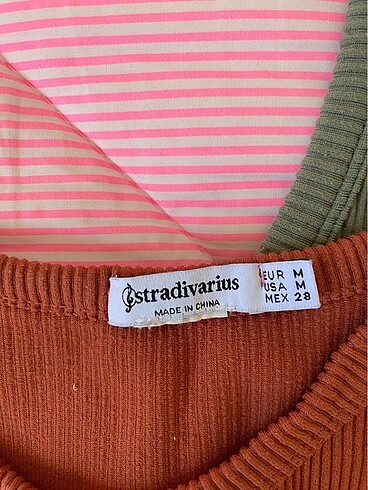 stradivarius
MADE IN CHINA
EUR M
USA M
MEX 28